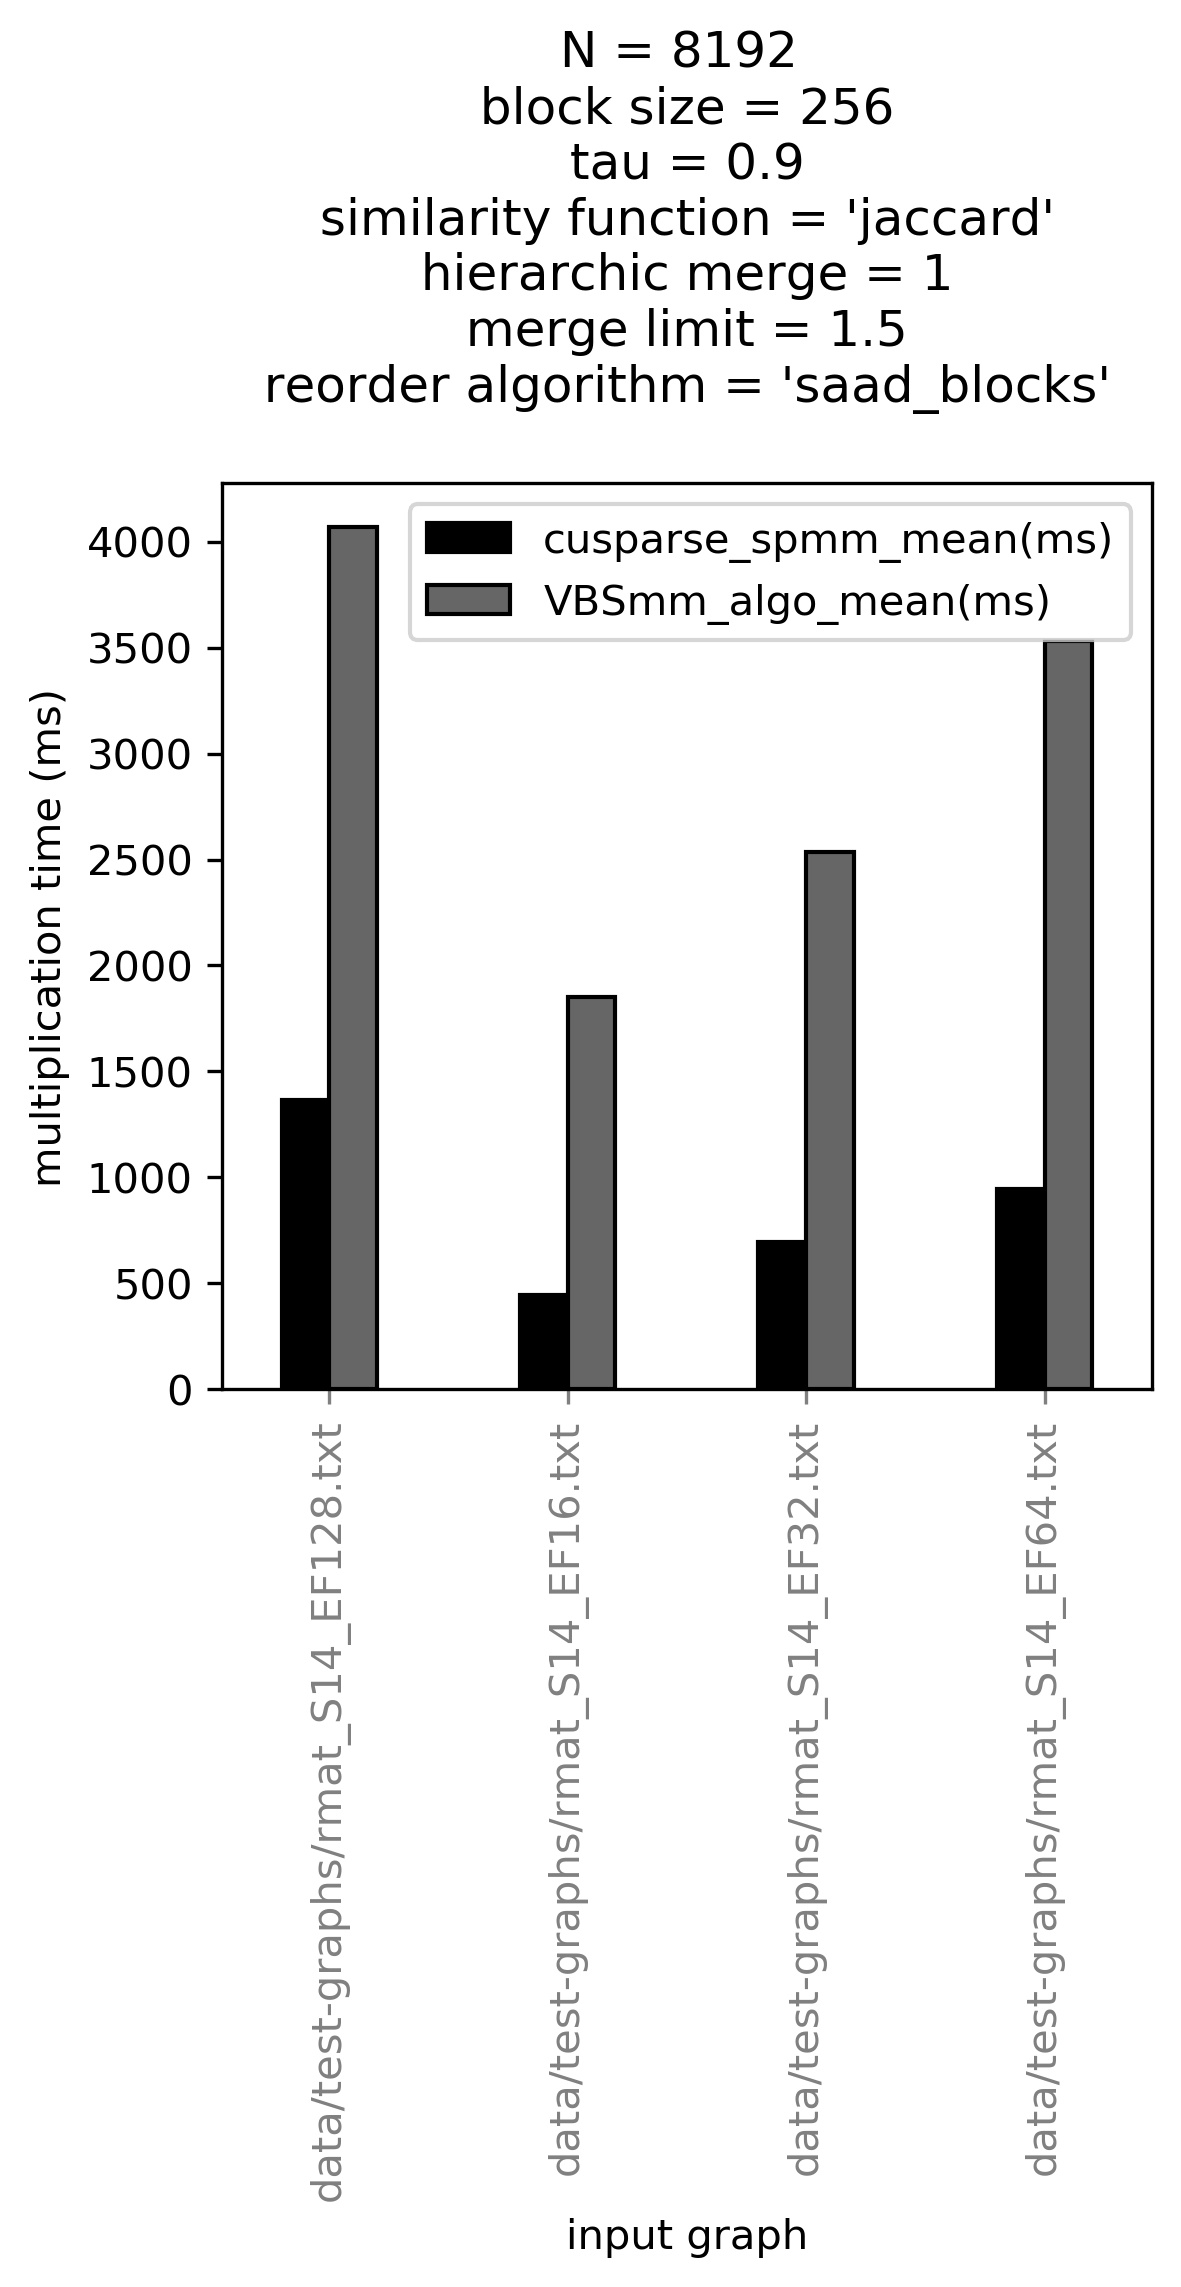 N = 8192
block size = 256
tau = 0.9
similarity function = 'jaccard'
hierarchic merge = 1
merge limit = 1.5
reorder algorithm = 'saad_blocks'
cusparse_spmm_mean(ms)
VBSmm_algo_mean(ms)
multiplication time (ms)
4000
3500
3000
2500
2000
1500
1000
500
0
data/test-graphs/rmat_S14_EF128.txt
data/test-graphs/rmat_S14_EF16.txt
data/test-graphs/rmat_S14_EF32.txt
data/test-graphs/rmat_S14_EF64.txt
input graph